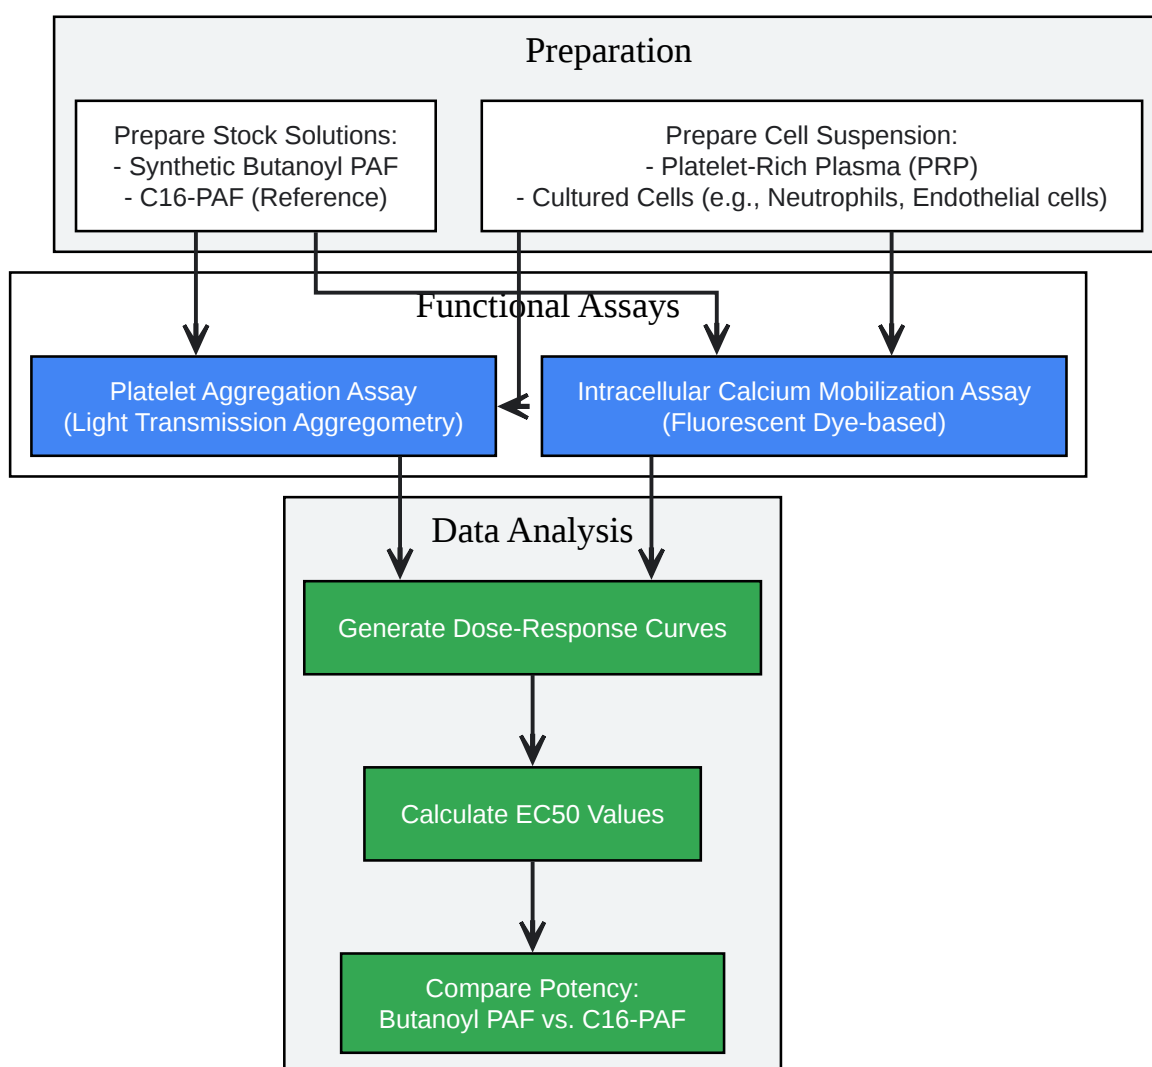 Preparation
Prepare Stock Solutions:
- Synthetic Butanoyl PAF
- C16-PAF (Reference)
Prepare Cell Suspension:
- Platelet-Rich Plasma (PRP)
- Cultured Cells (e.g., Neutrophils, Endothelial cells)
Functional Assays
Platelet Aggregation Assay
(Light Transmission Aggregometry)
Intracellular Calcium Mobilization Assay
(Fluorescent Dye-based)
Data Analysis
Generate Dose-Response Curves
Calculate EC50 Values
Compare Potency:
Butanoyl PAF vs. C16-PAF